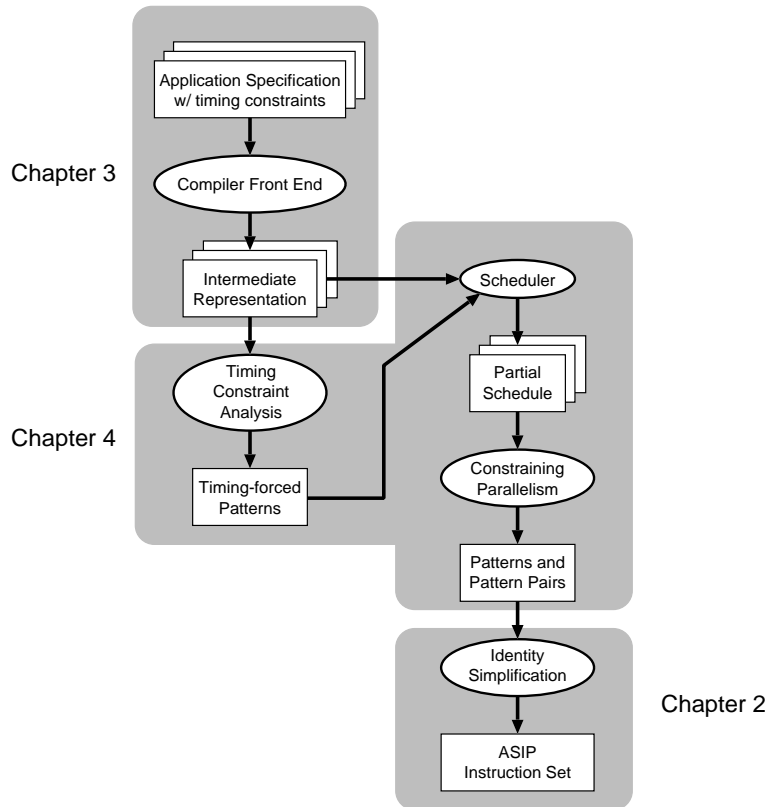 Application Specification
w/ timing constraints
Chapter 3
Compiler Front End
Intermediate
Representation
Scheduler
Timing
Constraint
Analysis
Partial
Schedule
Chapter 4
Timing-forced
Patterns
Constraining
Parallelism
Patterns and
Pattern Pairs
Identity
Simplification
Chapter 2
ASIP
Instruction Set